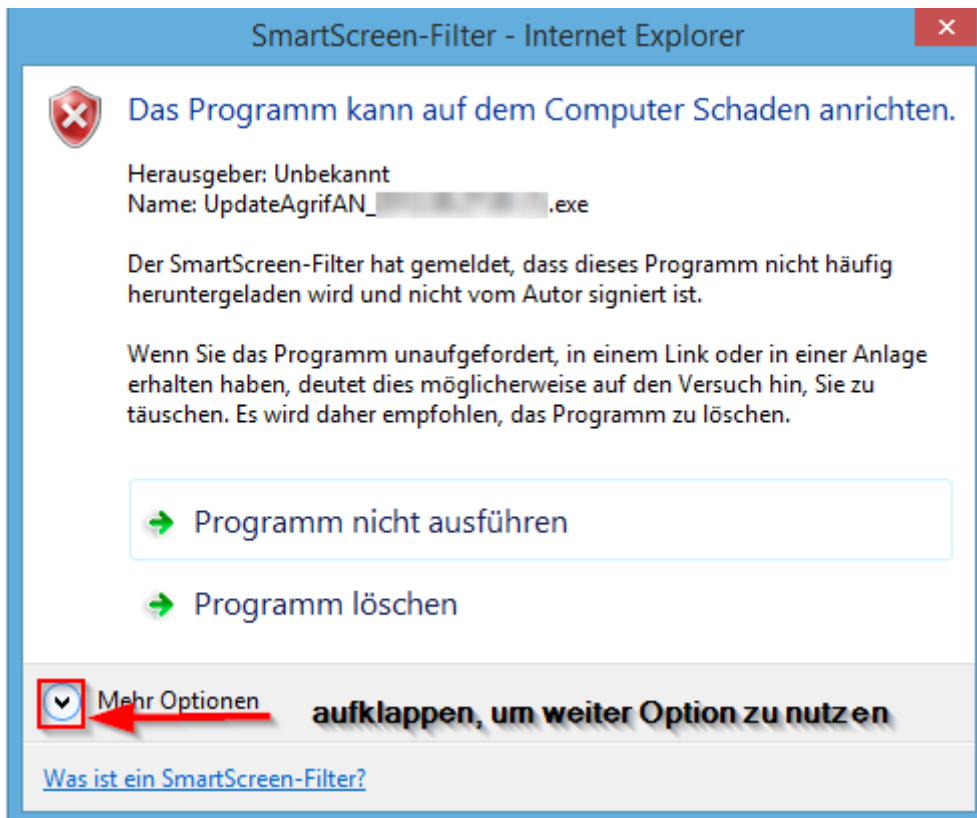 SmartScreen-Filter - Internet Explorer
Das Programm kann auf dem Computer Schaden anrichten.
Herausgeber: Unbekannt
Name: UpdateAgrifAN_ .exe
Der SmartScreen-Filter hat gemeldet, dass dieses Programm nicht häufig
heruntergeladen wird und nicht vom Autor signiert ist.
Wenn Sie das Programm unaufgefordert, in einem Link oder in einer Anlage
erhalten haben, deutet dies möglicherweise auf den Versuch hin, Sie zu
täuschen. Es wird daher empfohlen, das Programm zu löschen.
Programm nicht ausführen
Programm löschen
Mehr Optionen aufklappen, um weiter Option zu nutzen
Was ist ein SmartScreen-Filter?